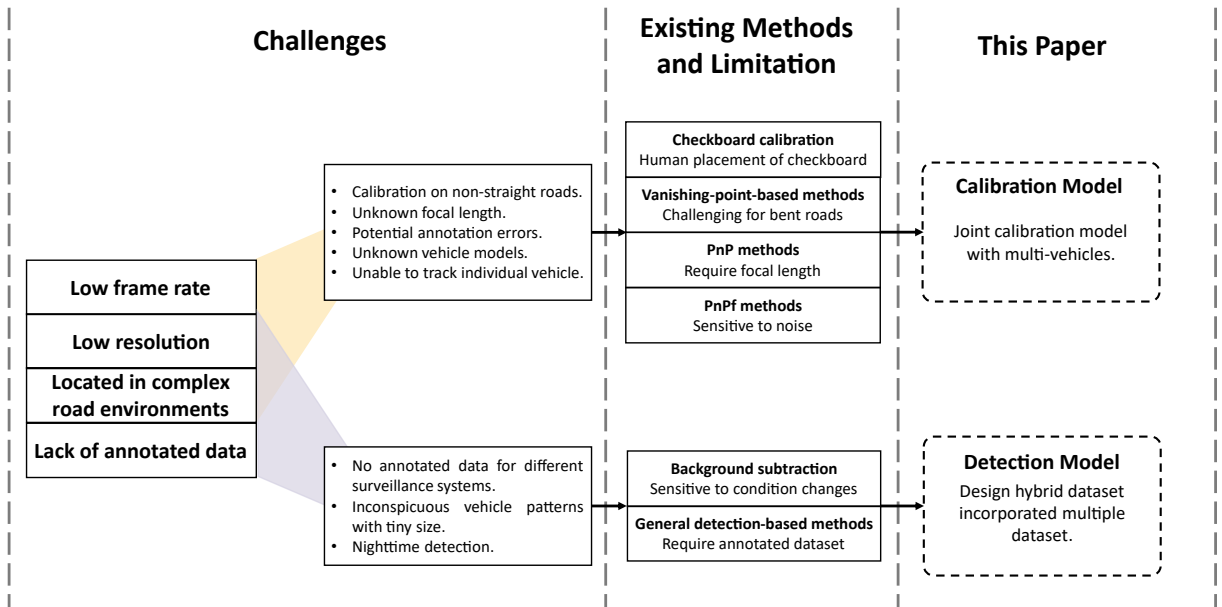 Challenges
Existing Methods
and Limitation
This Paper
Low frame rate
Low resolution
Located in complex
road environments
Lack of annotated data
• Calibration on non-straight roads.
• Unknown focal length.
• Potential annotation errors.
• Unknown vehicle models.
• Unable to track individual vehicle.
Checkboard calibration
Human placement of checkboard
Vanishing-point-based methods
Challenging for bent roads
PnP methods
Require focal length
PnPf methods
Sensitive to noise
Calibration Model
Joint calibration model
with multi-vehicles.
• No annotated data for different
surveillance systems.
• Inconspicuous vehicle patterns
with tiny size.
• Nighttime detection.
Background subtraction
Sensitive to condition changes
General detection-based methods
Require annotated dataset
Detection Model
Design hybrid dataset
incorporated multiple
dataset.